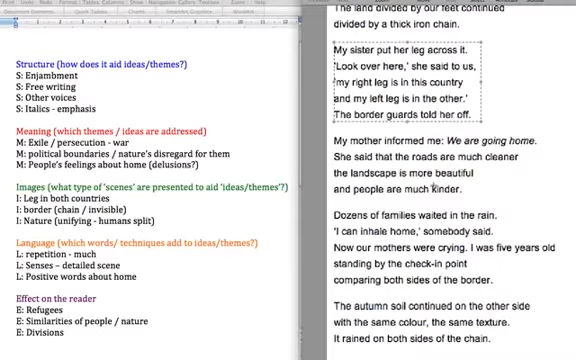 Document Elements
Quick Tables
Charts
SmartArt Graphics
WordArt
Structure (how does it aid ideas/themes?)
S: Enjambment
S: Free writing
S: Other voices
S: Italics - emphasis
Meaning (which themes / ideas are addressed)
M: Exile / persecution - war
M: political boundaries / nature's disregard for them
M: People's feelings about home (delusions?)
Images (what type of 'scenes' are presented to aid 'ideas/themes'?)
I: Leg in both countries
I: border (chain / invisible)
I: Nature (unifying - humans split)
Language (which words/ techniques add to ideas/themes?)
L: repetition - much
L: Senses – detailed scene
L: Positive words about home
Effect on the reader
E: Refugees
E: Similarities of people / nature
E: Divisions
The land divided by our feet continued
divided by a thick iron chain.
My sister put her leg across it.
'Look over here,' she said to us,
'my right leg is in this country
and my left leg is in the other.'
The border guards told her off.
My mother informed me: We are going home.
She said that the roads are much cleaner
the landscape is more beautiful
and people are much kinder.
Dozens of families waited in the rain.
'I can inhale home,' somebody said.
Now our mothers were crying. I was five years old
standing by the check-in point
comparing both sides of the border.
The autumn soil continued on the other side
with the same colour, the same texture.
It rained on both sides of the chain.